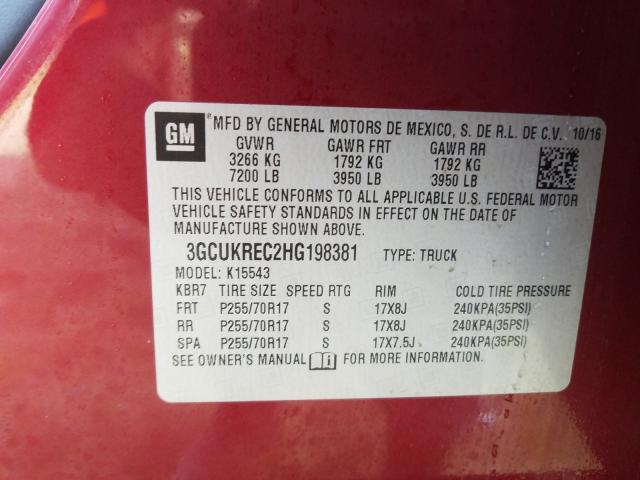 GM
MFD BY GENERAL MOTORS DE MEXICO, S. DE R.L. DE C.V. 10/16
GVWR GAWR FRT GAWR RR
3266 KG 1792 KG 1792 KG
7200 LB 3950 LB 3950 LB
THIS VEHICLE CONFORMS TO ALL APPLICABLE U.S. FEDERAL MOTOR
VEHICLE SAFETY STANDARDS IN EFFECT ON THE DATE OF
MANUFACTURE SHOWN ABOVE.
3GCUKREC2HG198381 TYPE: TRUCK
MODEL: K15543
KBR7 TIRE SIZE SPEED RTG RIM COLD TIRE PRESSURE
FRT P255/70R17 S 17X8J 240KPA(35PSI)
RR P255/70R17 S 17X8J 240KPA(35PSI)
SPA P255/70R17 S 17X7.5J 240KPA(35PSI)
SEE OWNER'S MANUAL i FOR MORE INFORMATION.